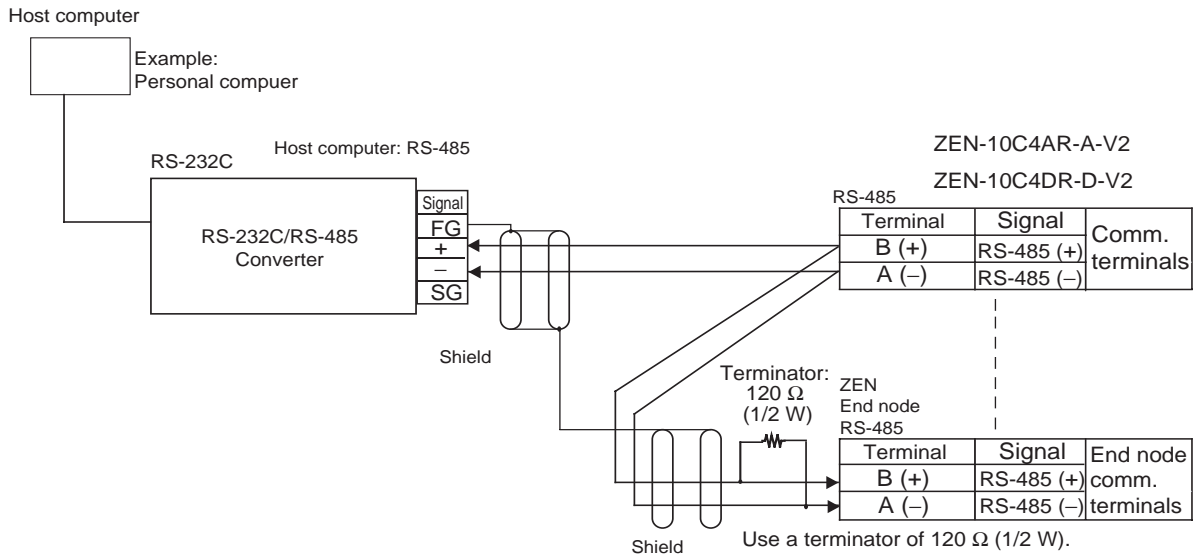 Host computer
Example:
Personal compuer
RS-232C
Host computer: RS-485
RS-232C/RS-485
Converter
Signal
FG
+
−
SG
Shield
ZEN-10C4AR-A-V2
ZEN-10C4DR-D-V2
RS-485
Terminal Signal Comm. terminals
B (+) RS-485 (+)
A (−) RS-485 (−)
Terminator:
120 Ω
(1/2 W)
ZEN
End node
RS-485
Terminal Signal End node comm. terminals
B (+) RS-485 (+)
A (−) RS-485 (−)
Shield
Use a terminator of 120 Ω (1/2 W).